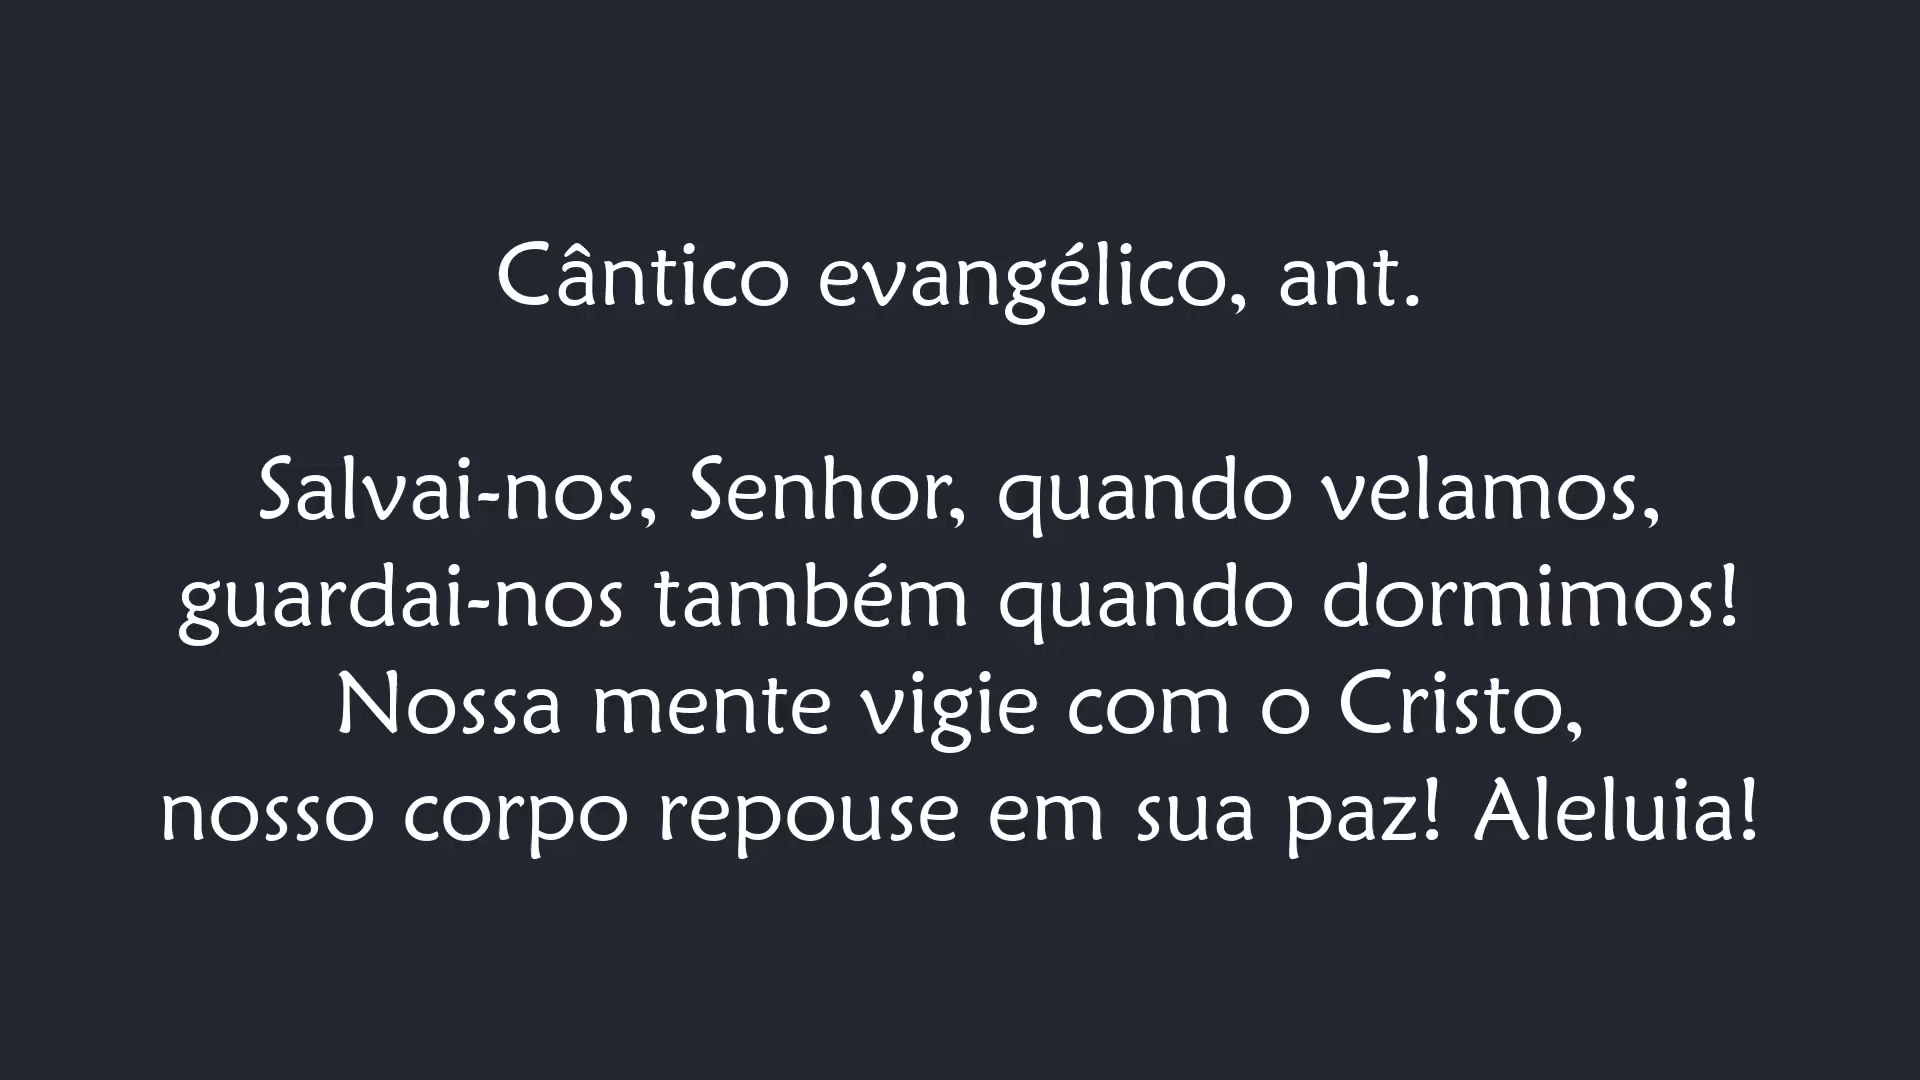 Cântico evangélico, ant.
Salvai-nos, Senhor, quando velamos,
guardai-nos também quando dormimos!
Nossa mente vigie com o Cristo,
nosso corpo repouse em sua paz! Aleluia!